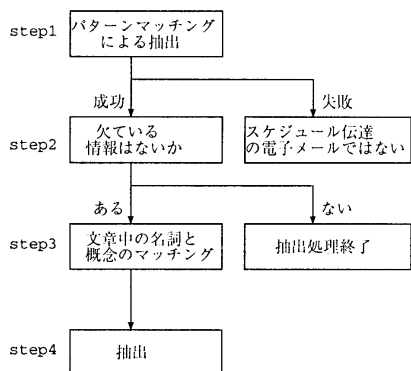 step1
パターンマッチング
による抽出
成功
失敗
step2
欠ている
情報はないか
スケジュール伝達
の電子メールではない
ある
ない
step3
文章中の名詞と
概念のマッチング
抽出処理終了
step4
抽出